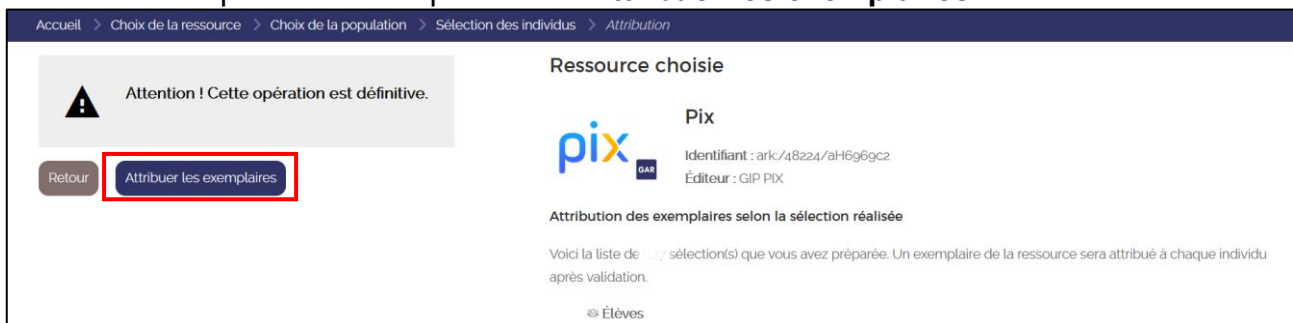 Accueil > Choix de la ressource > Choix de la population > Sélection des individus > Attribution
Attention ! Cette opération est définitive.
Retour
Attribuer les exemplaires
Ressource choisie
pix
GAR
Pix
Identifiant : ark:/48224/aH6969c2
Éditeur : GIP PIX
Attribution des exemplaires selon la sélection réalisée
Voici la liste de sélection(s) que vous avez préparée. Un exemplaire de la ressource sera attribué à chaque individu
après validation.
Élèves